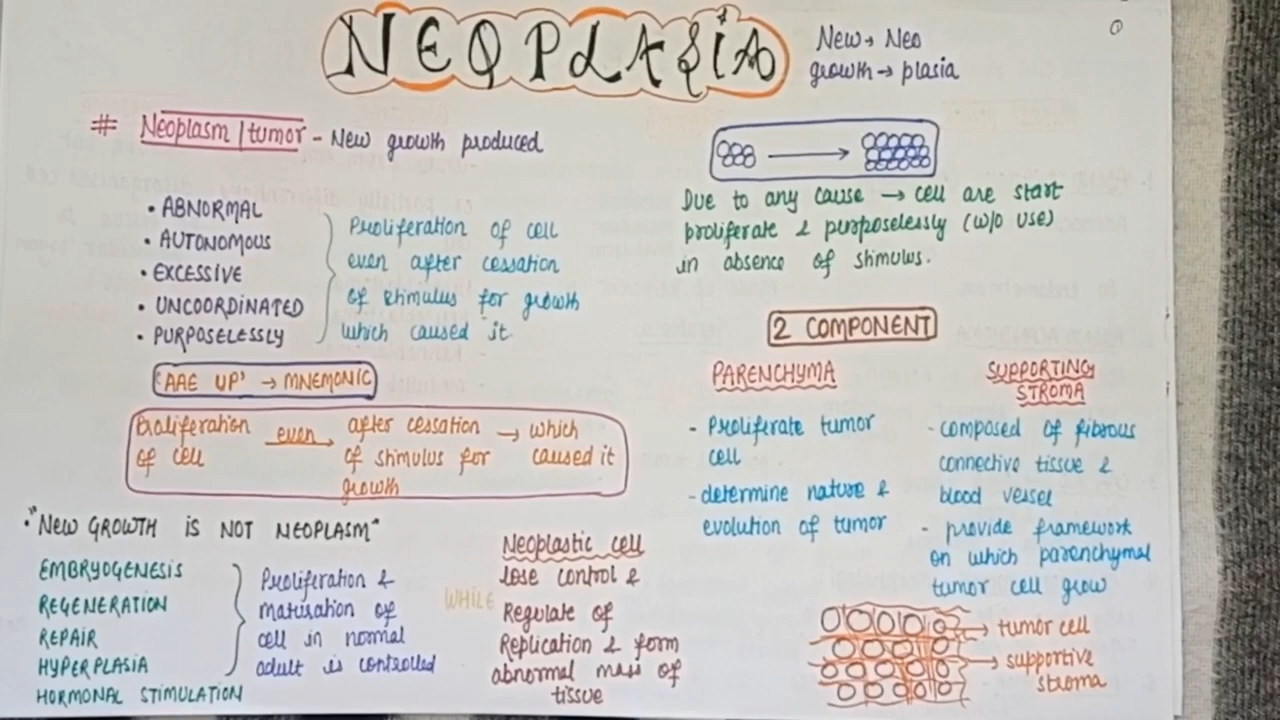 NEOPLASIA
New → Neo
growth → plasia
①
# Neoplasm / tumor - New growth produced
• ABNORMAL
• AUTONOMOUS
• EXCESSIVE
• UNCOORDINATED
• PURPOSELESSLY
Proliferation of cell
even after cessation
of stimulus for growth
which caused it.
'AAE UP' → MNEMONIC
Proliferation even after cessation → which
of cell of stimulus for caused it
growth
Due to any cause → cell are start
proliferate & purposelessly (w/o use)
in absence of stimulus.
2 COMPONENT
PARENCHYMA
- Proliferate tumor
cell
- determine nature &
evolution of tumor
SUPPORTING
STROMA
- composed of fibrous
connective tissue &
blood vessel
- provide framework
on which parenchymal
tumor cell grow
→ tumor cell
→ supportive
stroma
• "NEW GROWTH IS NOT NEOPLASM"
EMBRYOGENESIS
REGENERATION
REPAIR
HYPERPLASIA
HORMONAL STIMULATION
Proliferation &
maturation of
cell in normal
adult is controlled
WHILE
Neoplastic cell
lose control &
Regulate of
Replication & form
abnormal mass of
tissue